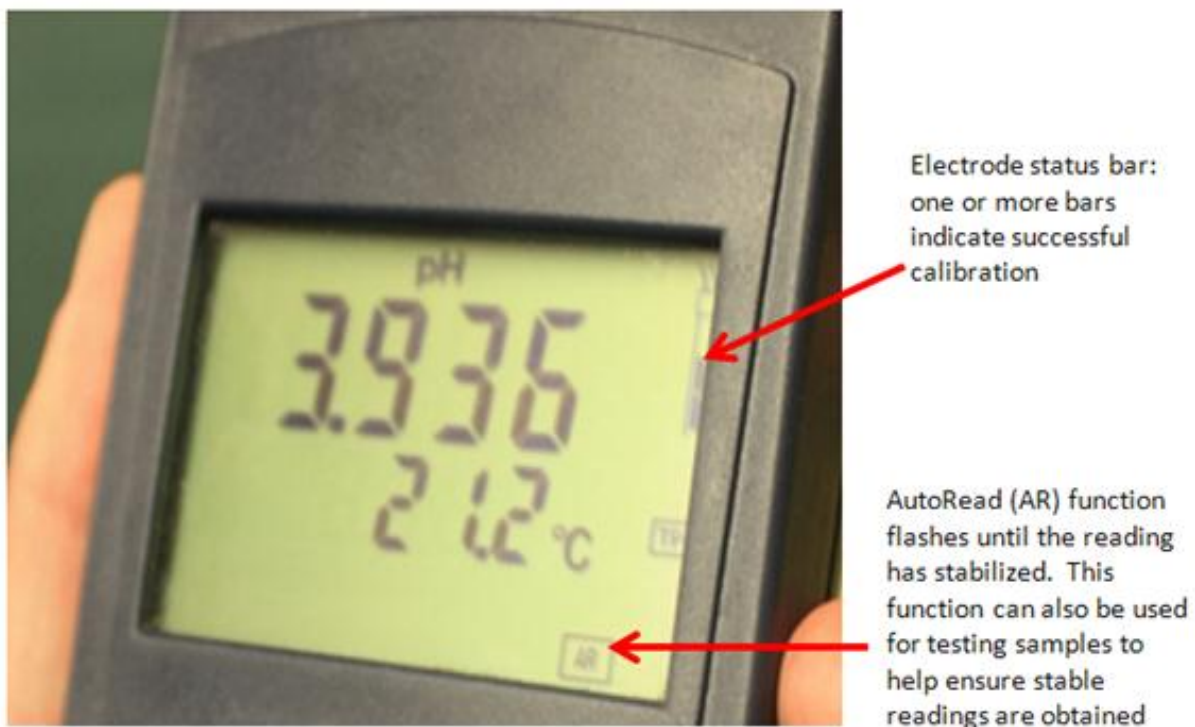 pH
3.936
21.2 °C
TP
AR
Electrode status bar:
one or more bars
indicate successful
calibration
AutoRead (AR) function
flashes until the reading
has stabilized. This
function can also be used
for testing samples to
help ensure stable
readings are obtained